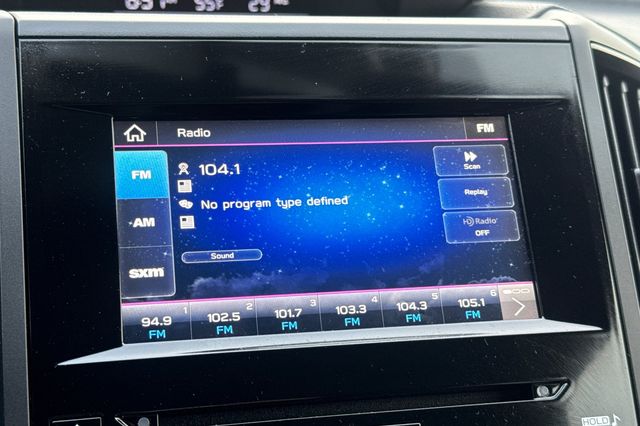 Radio FM
FM
104.1
Scan
No program type defined
Replay
AM
HD Radio
OFF
Sound
sxm
1 2 3 4 5 6
94.9 102.5 101.7 103.3 104.3 105.1
FM FM FM FM FM FM
HOLD